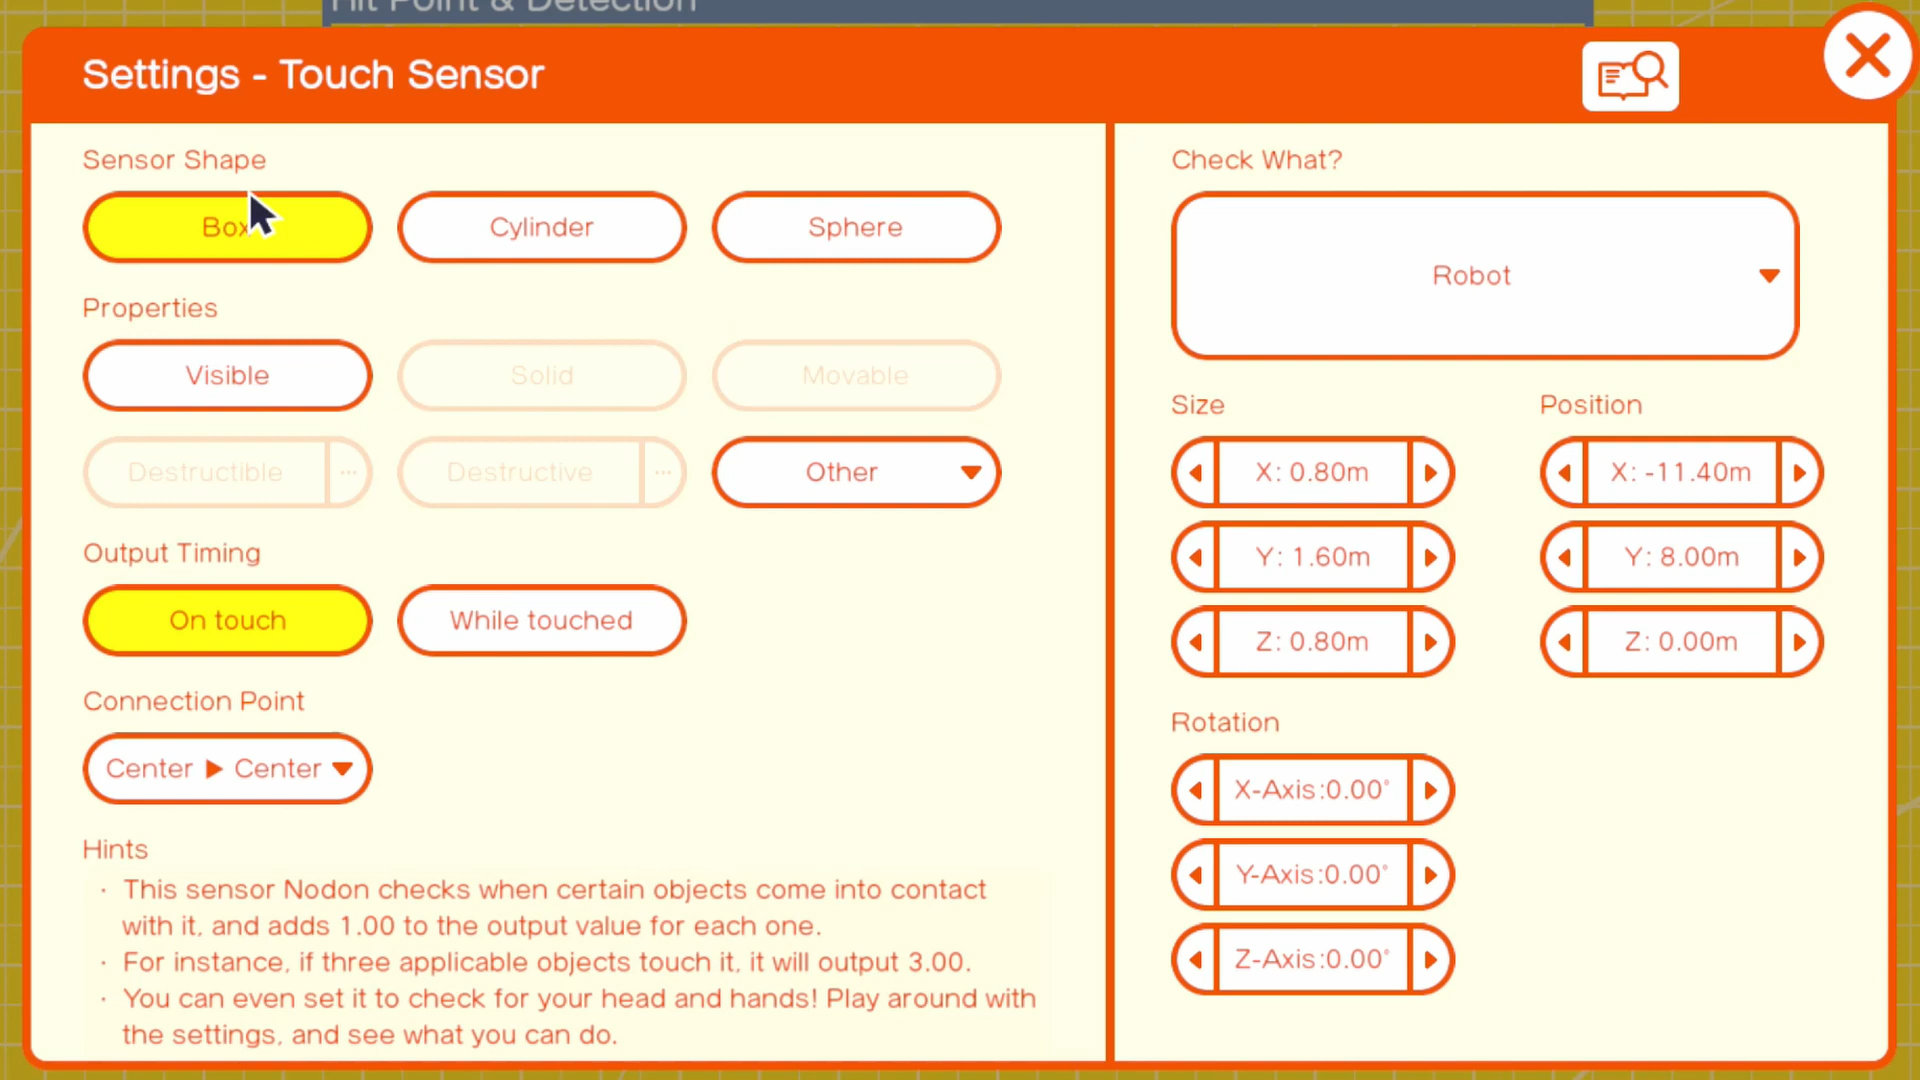 Hit Point & Detection
Settings - Touch Sensor
Sensor Shape
Box
Cylinder
Sphere
Properties
Visible
Solid
Movable
Destructible
...
Destructive
...
Other
Output Timing
On touch
While touched
Connection Point
Center ▶ Center
Hints
· This sensor Nodon checks when certain objects come into contact
with it, and adds 1.00 to the output value for each one.
· For instance, if three applicable objects touch it, it will output 3.00.
· You can even set it to check for your head and hands! Play around with
the settings, and see what you can do.
Check What?
Robot
Size
X: 0.80m
Y: 1.60m
Z: 0.80m
Position
X: -11.40m
Y: 8.00m
Z: 0.00m
Rotation
X-Axis:0.00°
Y-Axis:0.00°
Z-Axis:0.00°